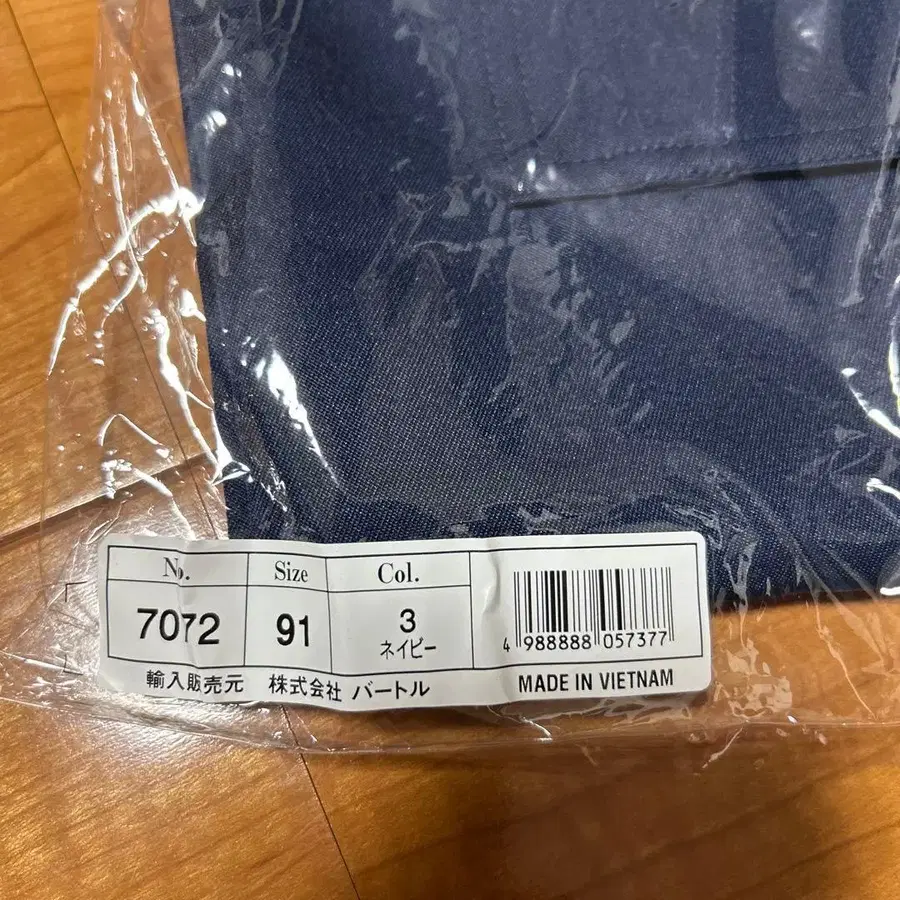 No. Size Col.
7072 91 3
ネイビー
4 988888 057377
輸入販売元 株式会社 バートル MADE IN VIETNAM